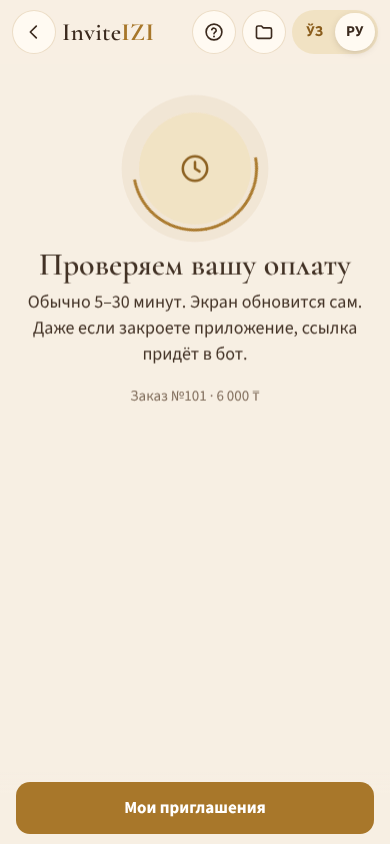 InviteIZI
ЎЗ
РУ
Проверяем вашу оплату
Обычно 5–30 минут. Экран обновится сам.
Даже если закроете приложение, ссылка
придёт в бот.
Заказ №101 · 6 000 ₸
Мои приглашения